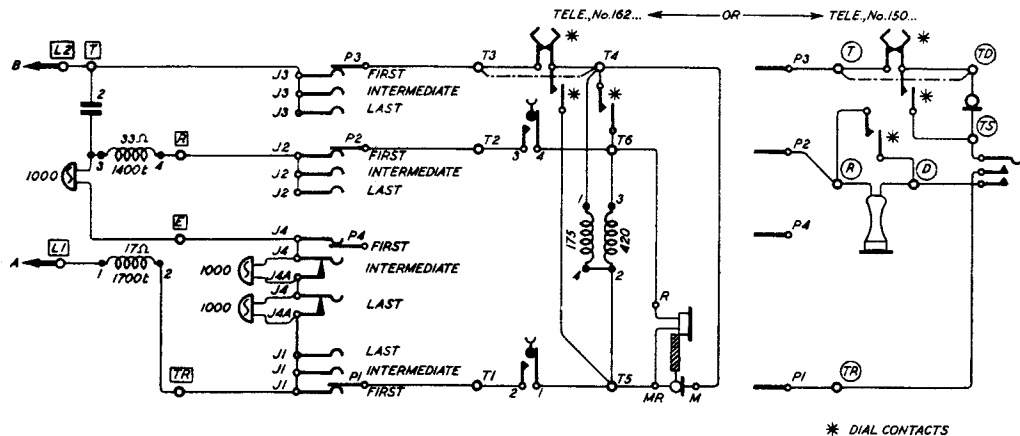 TELE., No. 162... ← OR → TELE., No. 150...
B L2 T J3 P3 FIRST T3 * T4 P3 T * TD
J3 INTERMEDIATE
J3 LAST
2
* * * TS
33Ω
3 1400t 4 R J2 P2 FIRST T2 3 4 T6 P2 *
1000
J2 INTERMEDIATE
J2 LAST
R D
1 3
E J4 P4 FIRST 175 420 P4
J4
1000 INTERMEDIATE
J4A
4 2
A L1 17Ω
1 1700t 2
J4
1000 LAST
J4A
R
J1 LAST
J1 INTERMEDIATE
TR J1 P1 FIRST T1 2 1 T5 MR M P1 TR
* DIAL CONTACTS